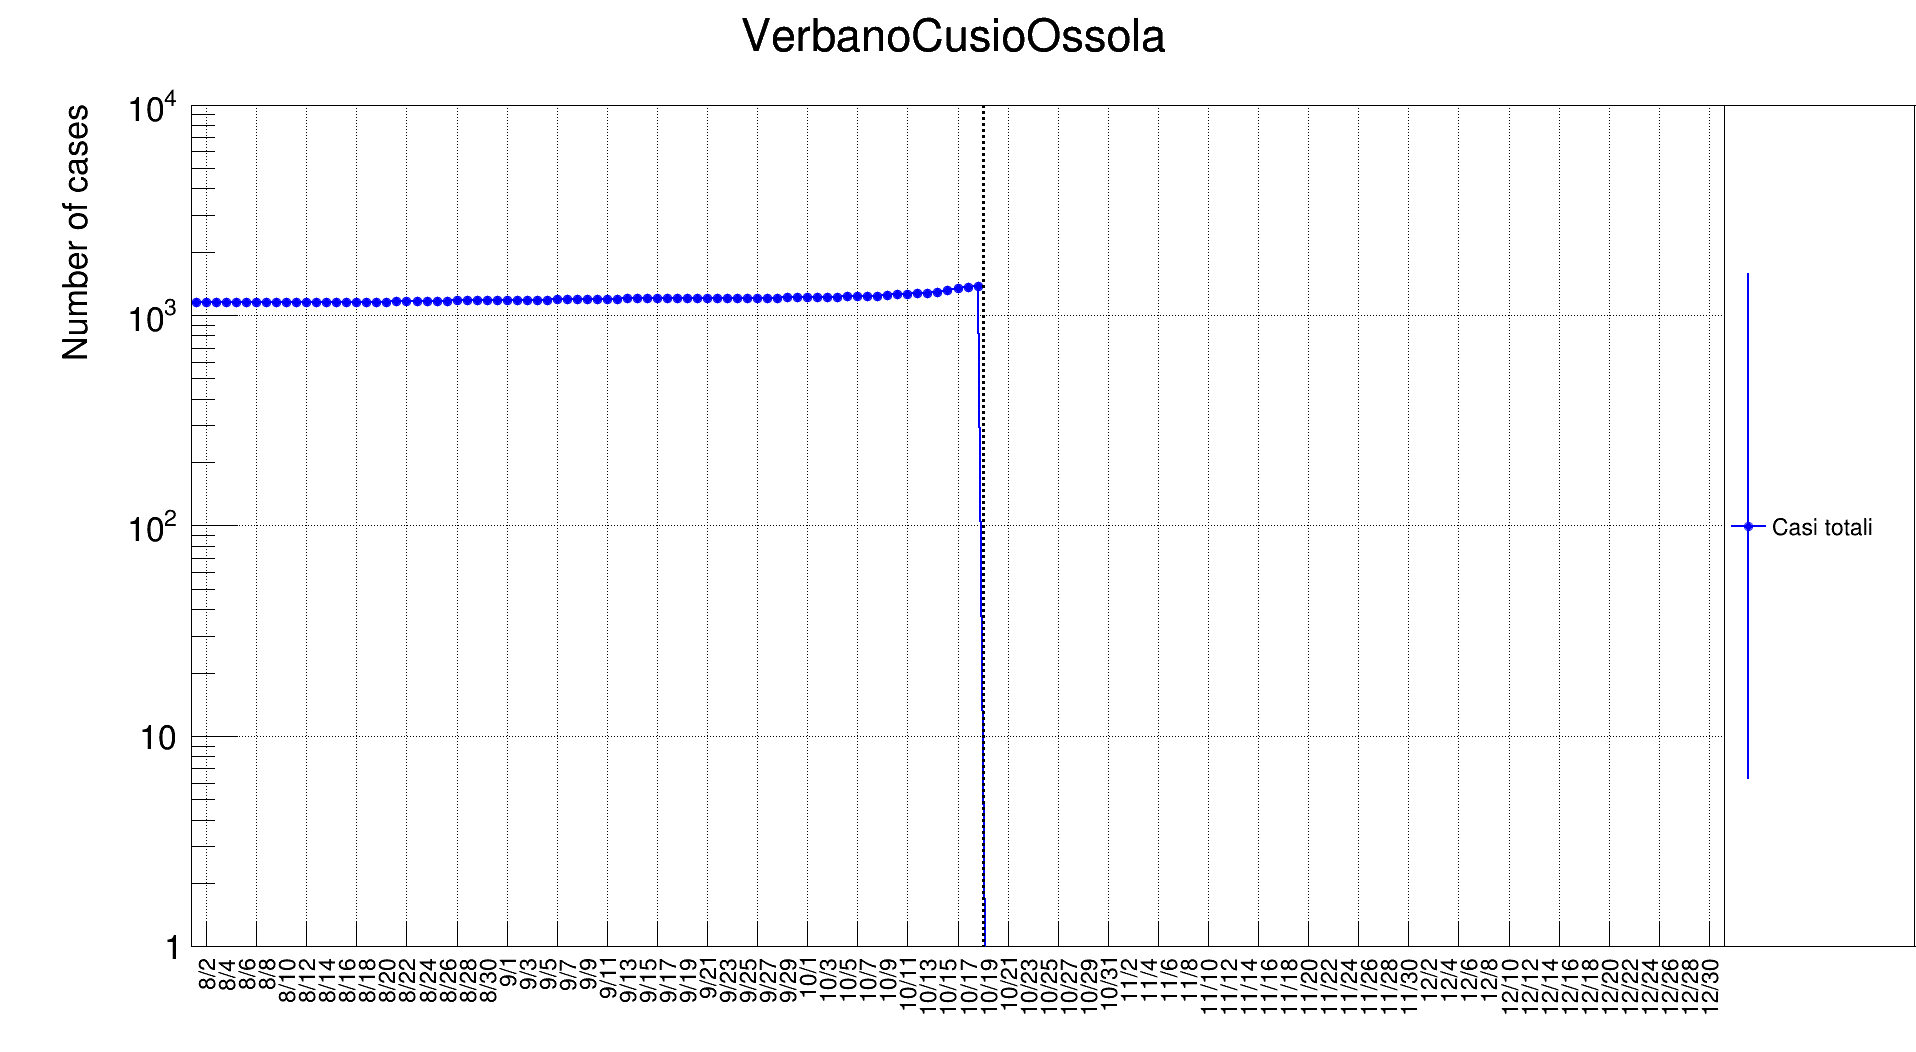 VerbanoCusioOssola
Number of cases
10⁴
10³
10²
10
1
Casi totali
8/2 8/4 8/6 8/8 8/10 8/12 8/14 8/16 8/18 8/20 8/22 8/24 8/26 8/28 8/30 9/1 9/3 9/5 9/7 9/9 9/11 9/13 9/15 9/17 9/19 9/21 9/23 9/25 9/27 9/29 10/1 10/3 10/5 10/7 10/9 10/11 10/13 10/15 10/17 10/19 10/21 10/23 10/25 10/27 10/29 10/31 11/2 11/4 11/6 11/8 11/10 11/12 11/14 11/16 11/18 11/20 11/22 11/24 11/26 11/28 11/30 12/2 12/4 12/6 12/8 12/10 12/12 12/14 12/16 12/18 12/20 12/22 12/24 12/26 12/28 12/30